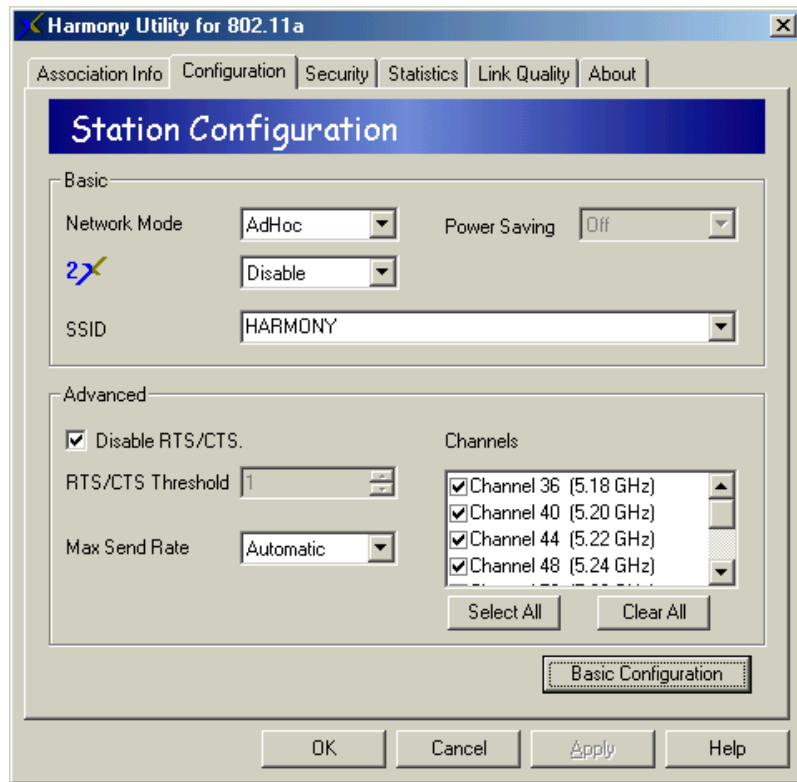 Harmony Utility for 802.11a
Association Info Configuration Security Statistics Link Quality About
Station Configuration
Basic
Network Mode AdHoc Power Saving Off
2X Disable
SSID HARMONY
Advanced
Disable RTS/CTS. Channels
RTS/CTS Threshold 1
Channel 36 (5.18 GHz)
Channel 40 (5.20 GHz)
Max Send Rate Automatic
Channel 44 (5.22 GHz)
Channel 48 (5.24 GHz)
Select All Clear All
Basic Configuration
OK Cancel Apply Help